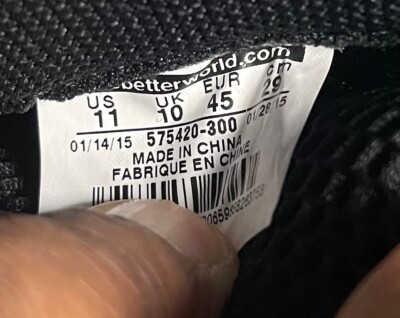 betterworld.com
US UK EUR cm
11 10 45 29
01/14/15 575420-300 01/28/15
MADE IN CHINA
FABRIQUE EN CHINE